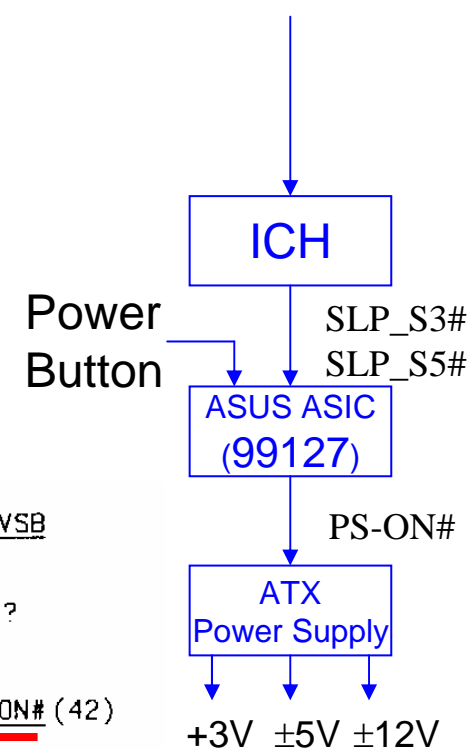 ICH
Power
Button
SLP_S3#
SLP_S5#
ASUS ASIC
(99127)
VSB
PS-ON#
?
ATX
Power Supply
ON# (42)
+3V ±5V ±12V